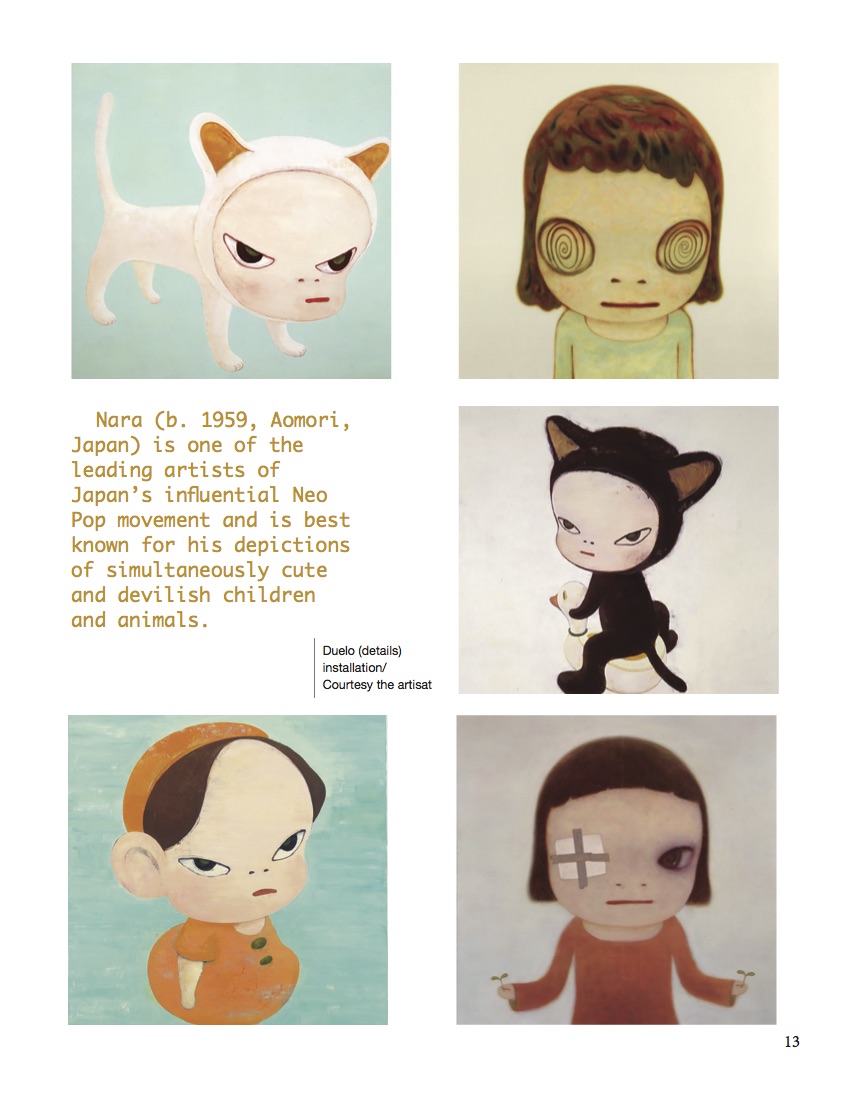 Nara (b. 1959, Aomori,
Japan) is one of the
leading artists of
Japan’s influential Neo
Pop movement and is best
known for his depictions
of simultaneously cute
and devilish children
and animals.
Duelo (details)
installation/
Courtesy the artisat
13